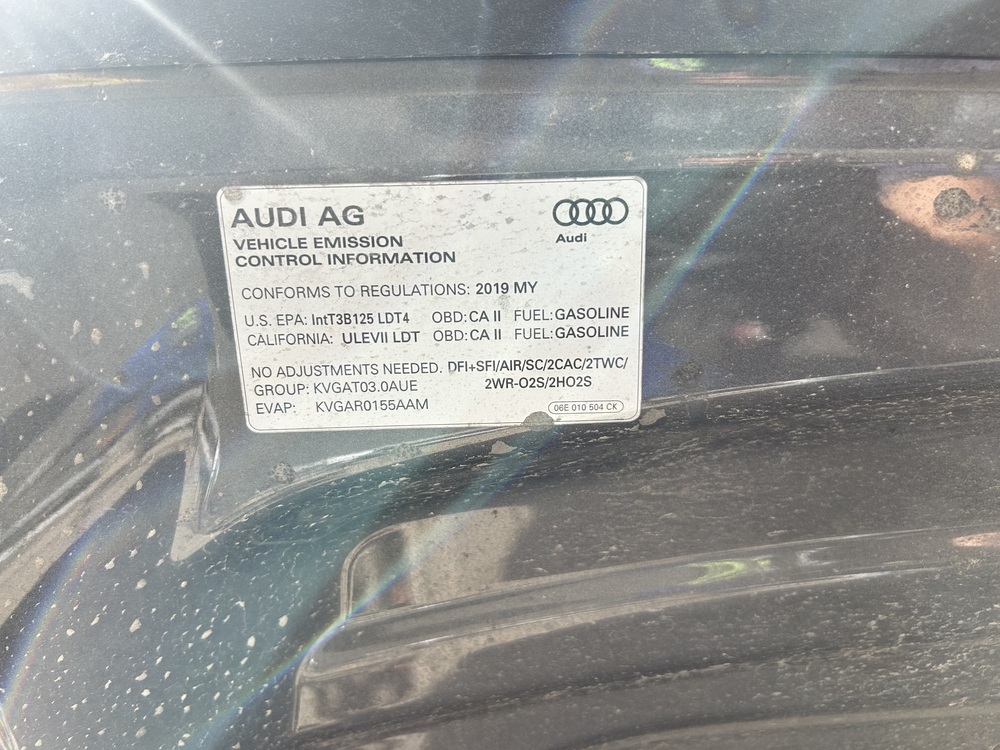 AUDI AG
Audi
VEHICLE EMISSION
CONTROL INFORMATION
CONFORMS TO REGULATIONS: 2019 MY
U.S. EPA: IntT3B125 LDT4 OBD: CA II FUEL: GASOLINE
CALIFORNIA: ULEVII LDT OBD: CA II FUEL: GASOLINE
NO ADJUSTMENTS NEEDED. DFI+SFI/AIR/SC/2CAC/2TWC/
GROUP: KVGAT03.0AUE 2WR-O2S/2HO2S
EVAP: KVGAR0155AAM
06E 010 504 CK